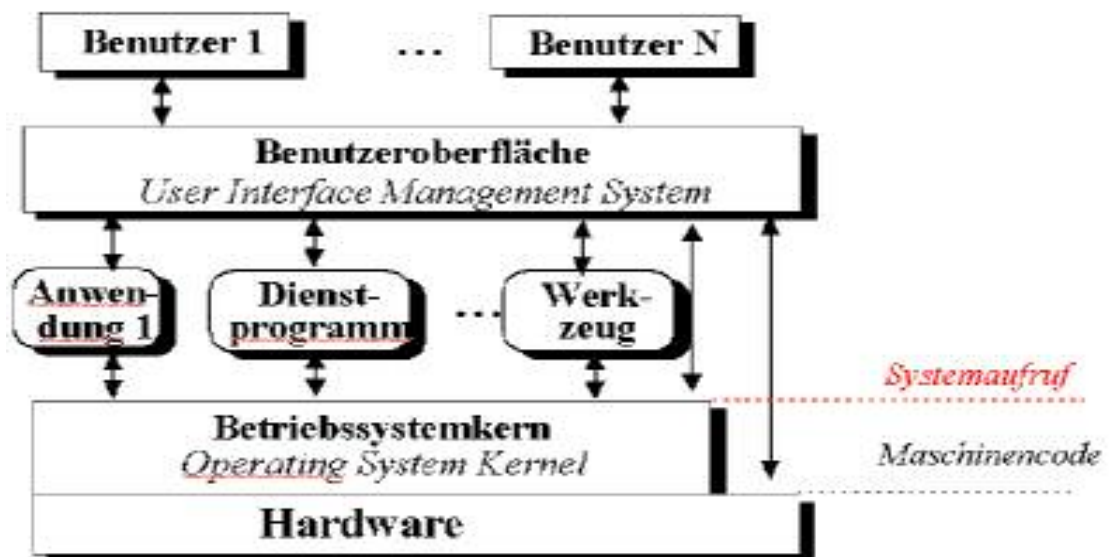 Benutzer 1 ... Benutzer N
Benutzeroberfläche
User Interface Management System
Anwen-
dung 1
Dienst-
programm
...
Werk-
zeug
Systemaufruf
Betriebssystemkern
Operating System Kernel
Maschinencode
Hardware